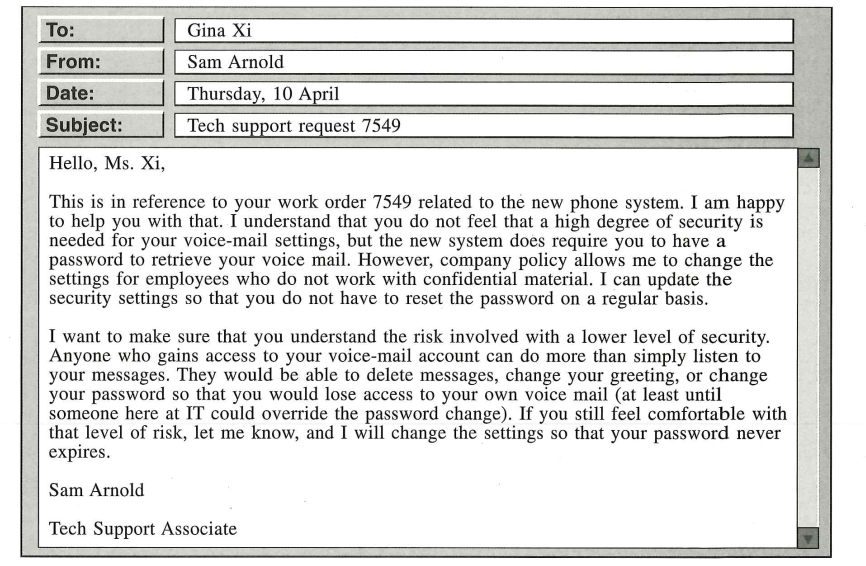 To: Gina Xi
From: Sam Arnold
Date: Thursday, 10 April
Subject: Tech support request 7549
Hello, Ms. Xi,
This is in reference to your work order 7549 related to the new phone system. I am happy
to help you with that. I understand that you do not feel that a high degree of security is
needed for your voice-mail settings, but the new system does require you to have a
password to retrieve your voice mail. However, company policy allows me to change the
settings for employees who do not work with confidential material. I can update the
security settings so that you do not have to reset the password on a regular basis.
I want to make sure that you understand the risk involved with a lower level of security.
Anyone who gains access to your voice-mail account can do more than simply listen to
your messages. They would be able to delete messages, change your greeting, or change
your password so that you would lose access to your own voice mail (at least until
someone here at IT could override the password change). If you still feel comfortable with
that level of risk, let me know, and I will change the settings so that your password never
expires.
Sam Arnold
Tech Support Associate